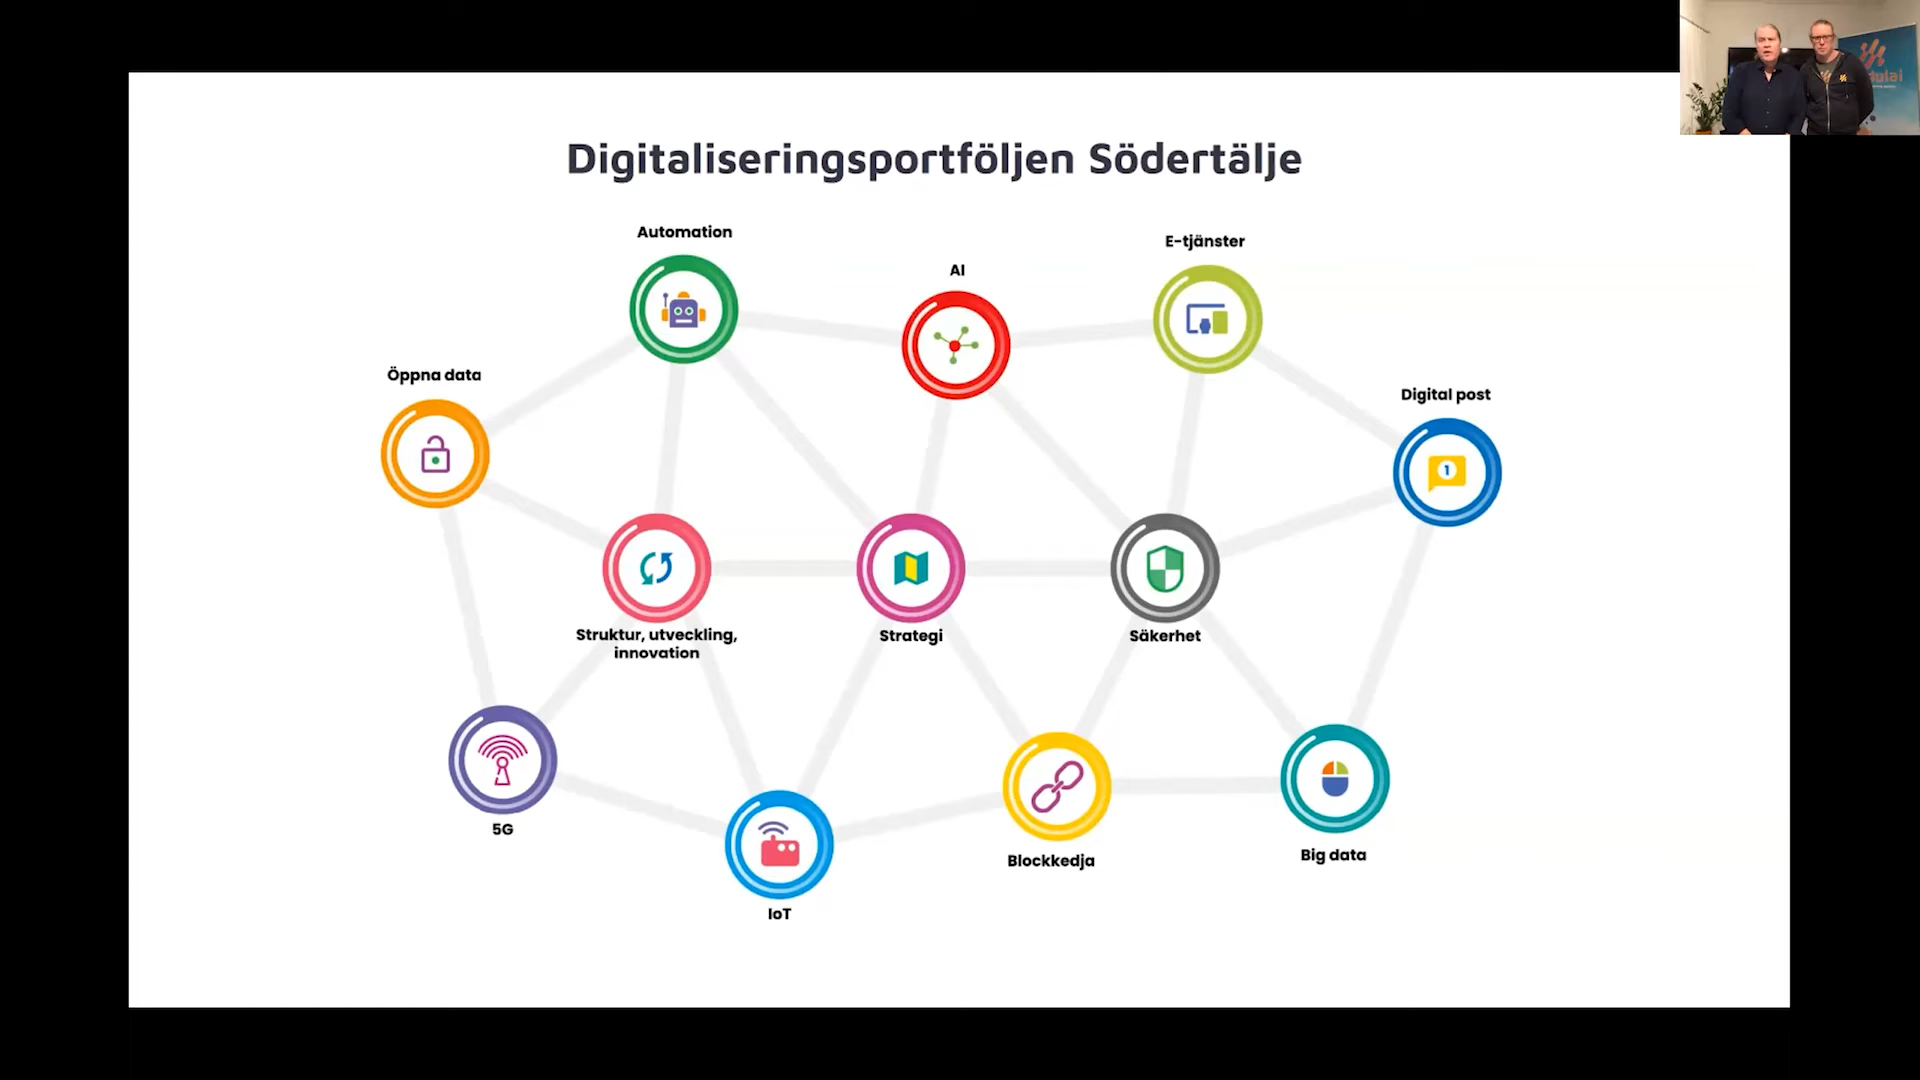 Digitaliseringsportföljen Södertälje
Automation
E-tjänster
AI
Öppna data
Digital post
1
Struktur, utveckling,
innovation
Strategi
Säkerhet
5G
Blockkedja
Big data
IoT